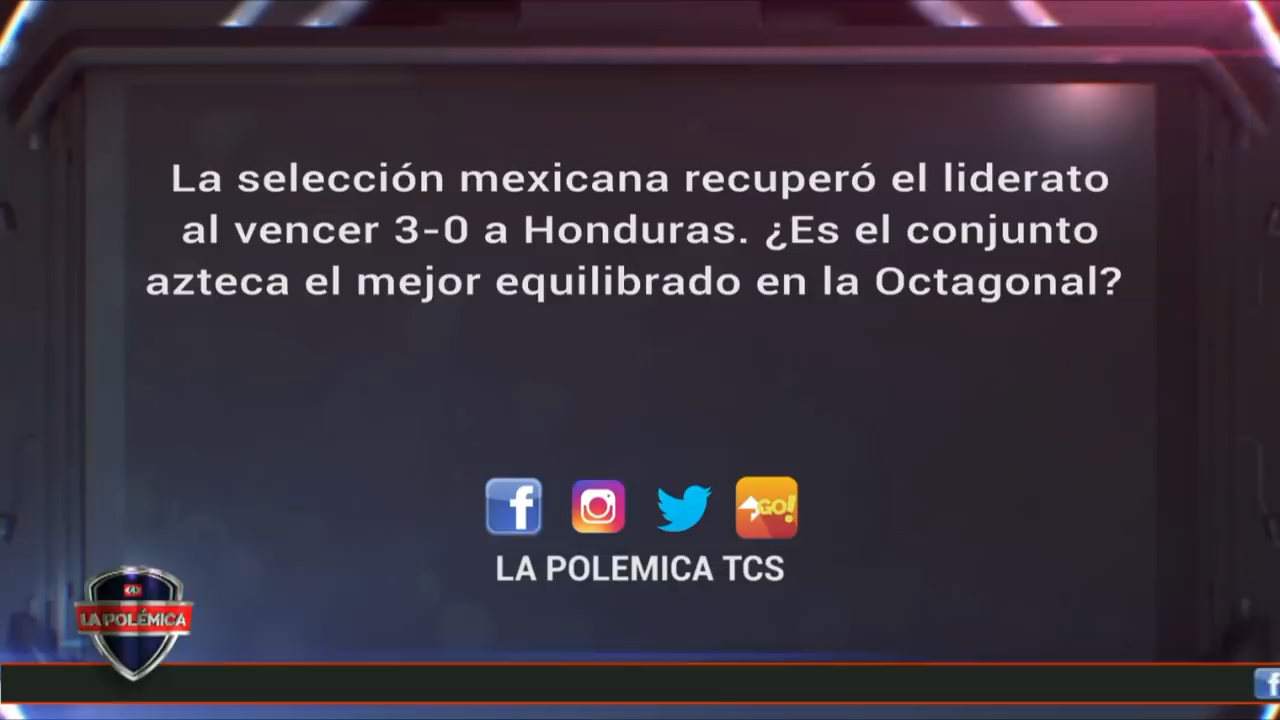 La selección mexicana recuperó el liderato
al vencer 3-0 a Honduras. ¿Es el conjunto
azteca el mejor equilibrado en la Octagonal?
GO!
LA POLEMICA TCS
LA POLÉMICA